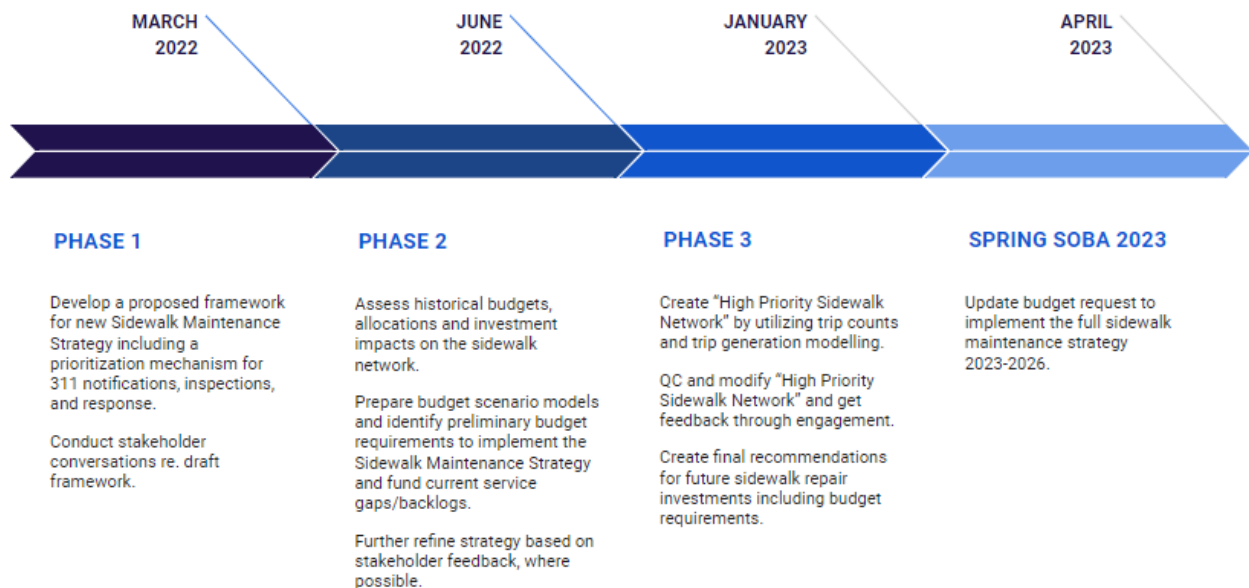 MARCH
2022
JUNE
2022
JANUARY
2023
APRIL
2023
PHASE 1
Develop a proposed framework
for new Sidewalk Maintenance
Strategy including a
prioritization mechanism for
311 notifications, inspections,
and response.
Conduct stakeholder
conversations re. draft
framework.
PHASE 2
Assess historical budgets,
allocations and investment
impacts on the sidewalk
network.
Prepare budget scenario models
and identify preliminary budget
requirements to implement the
Sidewalk Maintenance Strategy
and fund current service
gaps/backlogs.
Further refine strategy based on
stakeholder feedback, where
possible.
PHASE 3
Create “High Priority Sidewalk
Network” by utilizing trip counts
and trip generation modelling.
QC and modify “High Priority
Sidewalk Network” and get
feedback through engagement.
Create final recommendations
for future sidewalk repair
investments including budget
requirements.
SPRING SOBA 2023
Update budget request to
implement the full sidewalk
maintenance strategy
2023-2026.